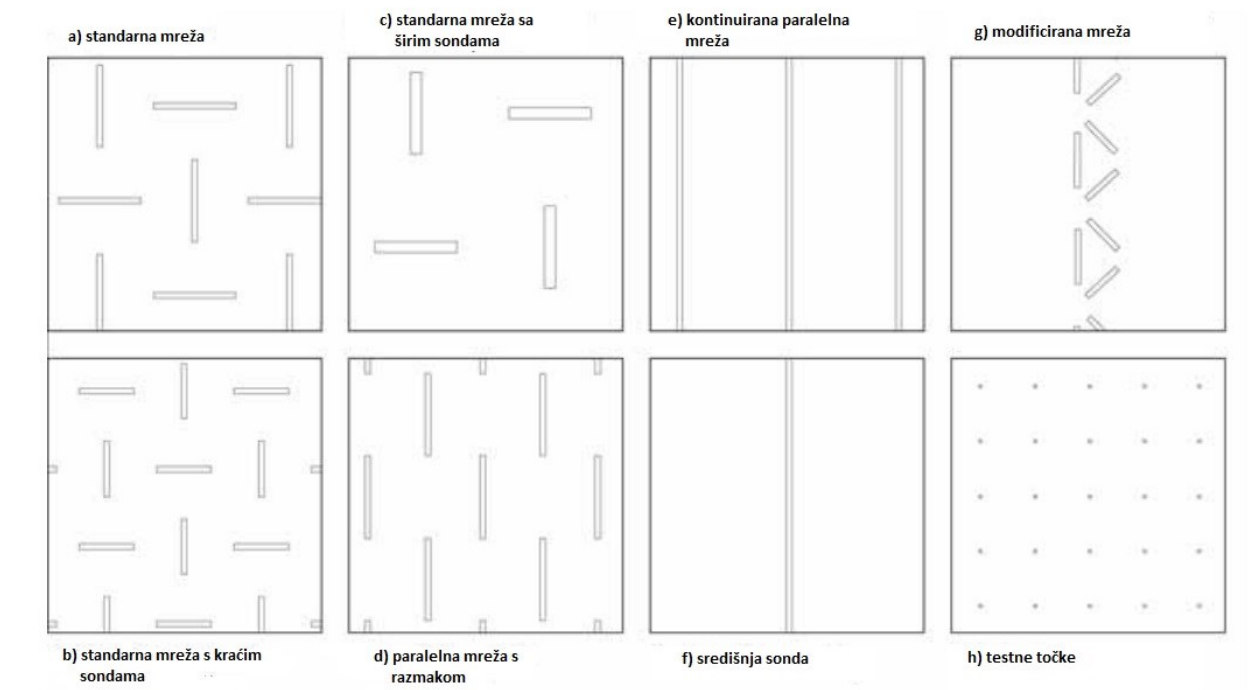 a) standarna mreža
c) standarna mreža sa
širim sondama
e) kontinuirana paralelna
mreža
g) modificirana mreža
b) standarna mreža s kraćim
sondama
d) paralelna mreža s
razmakom
f) središnja sonda
h) testne točke